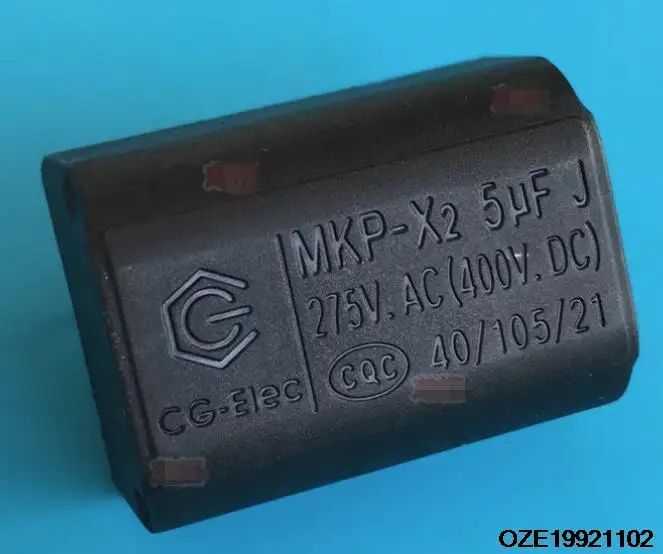 MKP-X2 5μF J
275V. AC(400V. DC)
CQC 40/105/21
CG-Elec
OZE19921102